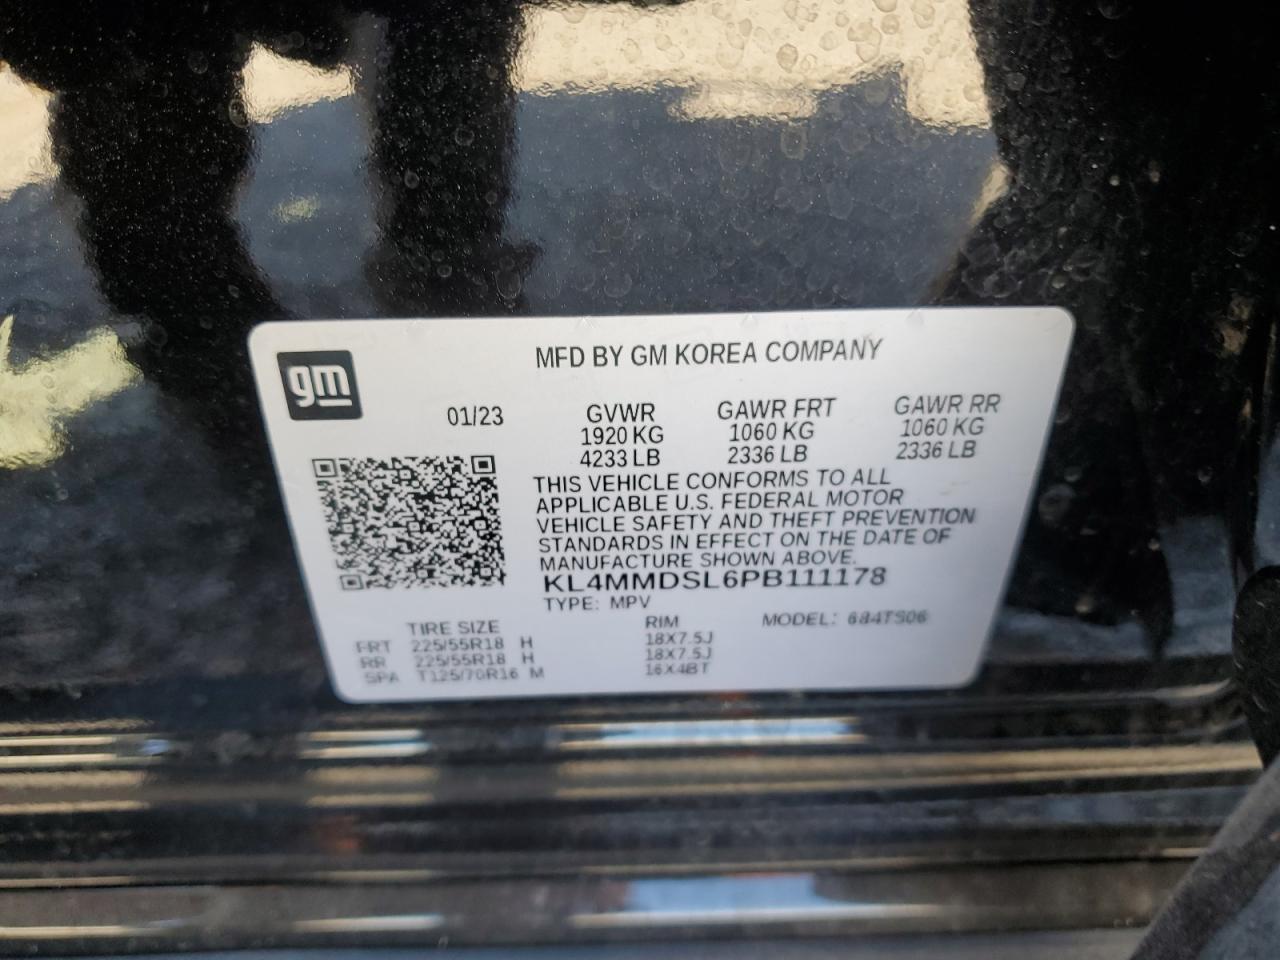 gm
MFD BY GM KOREA COMPANY
01/23
GVWR GAWR FRT GAWR RR
1920 KG 1060 KG 1060 KG
4233 LB 2336 LB 2336 LB
THIS VEHICLE CONFORMS TO ALL
APPLICABLE U.S. FEDERAL MOTOR
VEHICLE SAFETY AND THEFT PREVENTION
STANDARDS IN EFFECT ON THE DATE OF
MANUFACTURE SHOWN ABOVE.
KL4MMDSL6PB111178
TYPE: MPV
TIRE SIZE RIM MODEL: 684TS06
FRT 225/55R18 H 18X7.5J
RR 225/55R18 H 18X7.5J
SPA T125/70R16 M 16X4BT